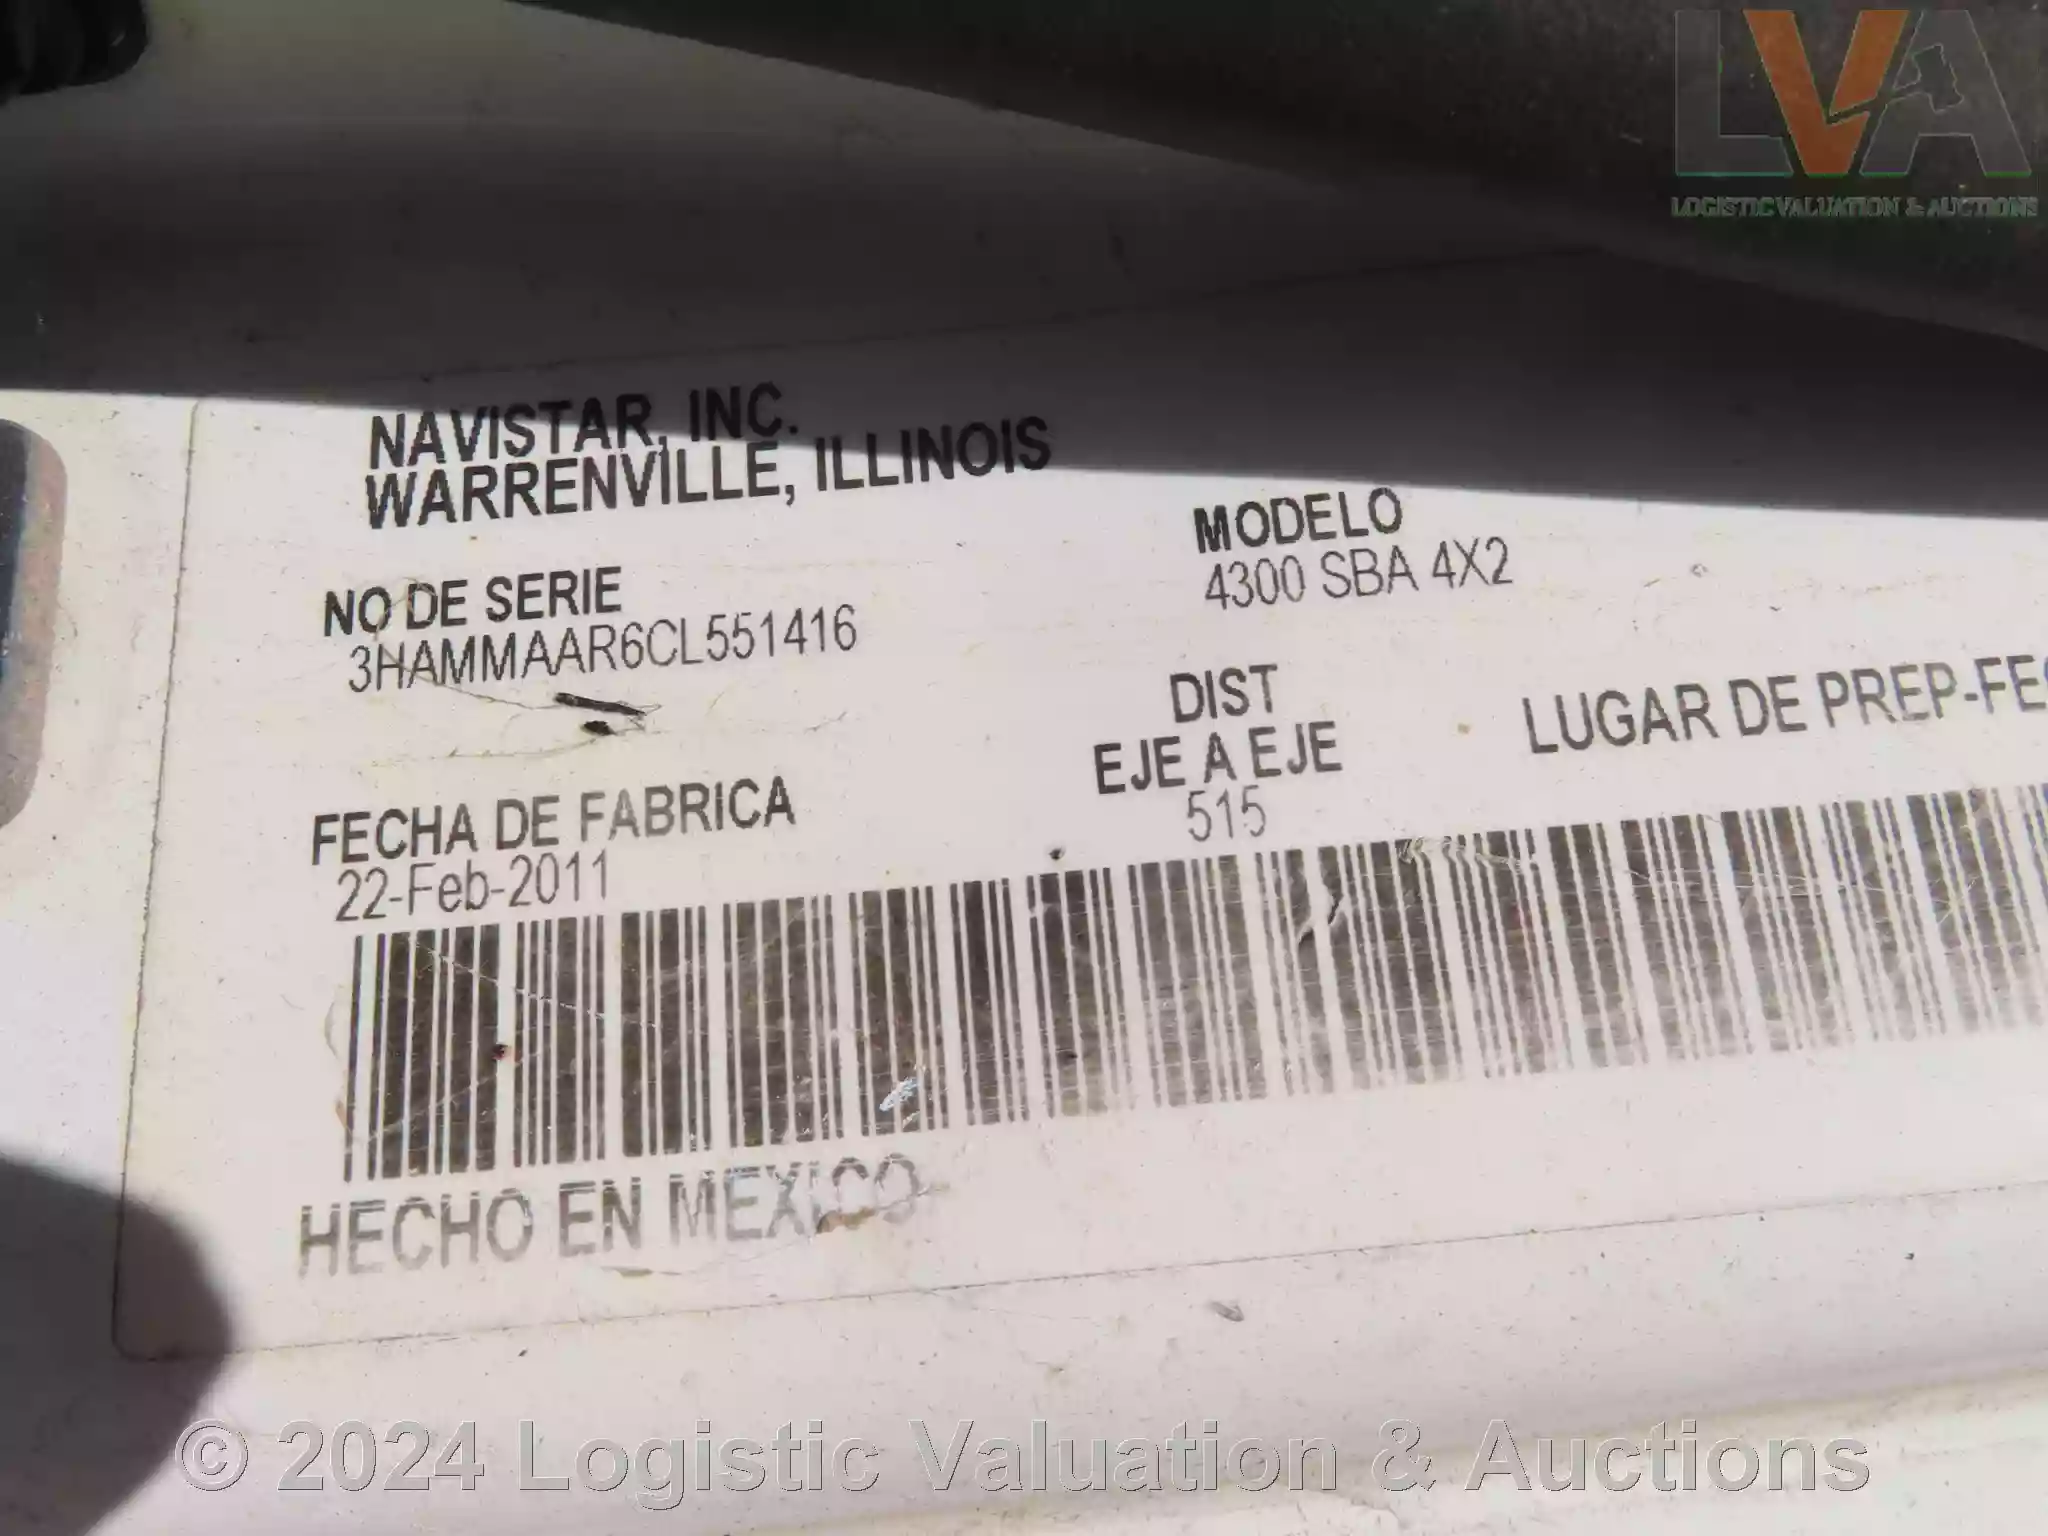 LVA
LOGISTIC VALUATION & AUCTIONS
NAVISTAR, INC.
WARRENVILLE, ILLINOIS
NO DE SERIE
3HAMMAAR6CL551416
MODELO
4300 SBA 4X2
FECHA DE FABRICA
22-Feb-2011
DIST
EJE A EJE
515
LUGAR DE PREP-FE
HECHO EN MEXICO
© 2024 Logistic Valuation & Auctions